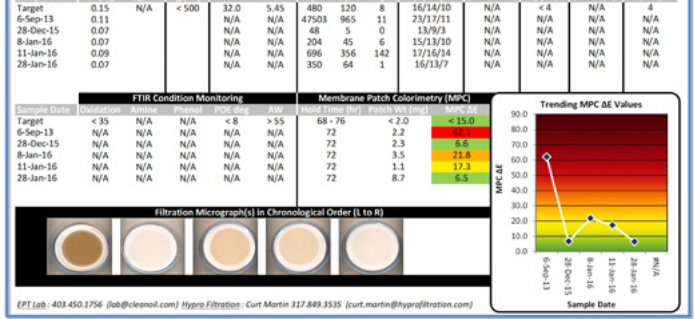 Target 0.15 N/A < 500 32.0 5.45 480 120 8 16/14/10 N/A < 4 N/A 4
6-Sep-13 0.11 N/A N/A 47503 965 11 23/17/11 N/A N/A N/A
28-Dec-15 0.07 N/A N/A 48 5 0 13/9/3 N/A N/A N/A
8-Jan-16 0.07 N/A N/A 204 45 6 15/13/10 N/A N/A N/A
11-Jan-16 0.09 N/A N/A 696 356 142 17/16/14 N/A N/A N/A
28-Jan-16 0.07 N/A N/A 350 64 1 16/13/7 N/A N/A N/A
FTIR Condition Monitoring Membrane Patch Colorimetry (MPC)
Sample Date Oxidation Amine Phenol POE deg AW Hold Time (hr) Patch Wt (mg) MPC ΔE
Target < 35 N/A N/A < 8 > 55 68 - 76 < 2.0 < 15.0
6-Sep-13 N/A N/A N/A N/A N/A 72 2.2 62.1
28-Dec-15 N/A N/A N/A N/A N/A 72 2.3 6.6
8-Jan-16 N/A N/A N/A N/A N/A 72 3.5 21.8
11-Jan-16 N/A N/A N/A N/A N/A 72 1.1 17.3
28-Jan-16 N/A N/A N/A N/A N/A 72 8.7 6.5
Trending MPC ΔE Values
90.0
80.0
70.0
60.0
50.0
40.0
30.0
20.0
10.0
0.0
MPC ΔE
6-Sep-13
28-Dec-15
8-Jan-16
11-Jan-16
28-Jan-16
#N/A
Sample Date
Filtration Micrograph(s) in Chronological Order (L to R)
EPT Lab : 403.450.1756 (lab@cleanoil.com) Hypro Filtration : Curt Martin 317.849.3535 (curt.martin@hyprofiltration.com)